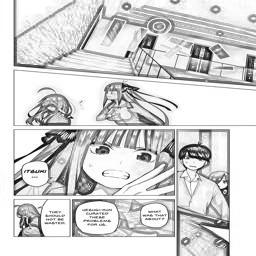 ITSUKI
...
WHAT
WAS THAT
ABOUT?
UESUGI-KUN
CURATED
THESE
PROBLEMS
FOR US.
THEY
SHOULD
NOT BE
WASTED.